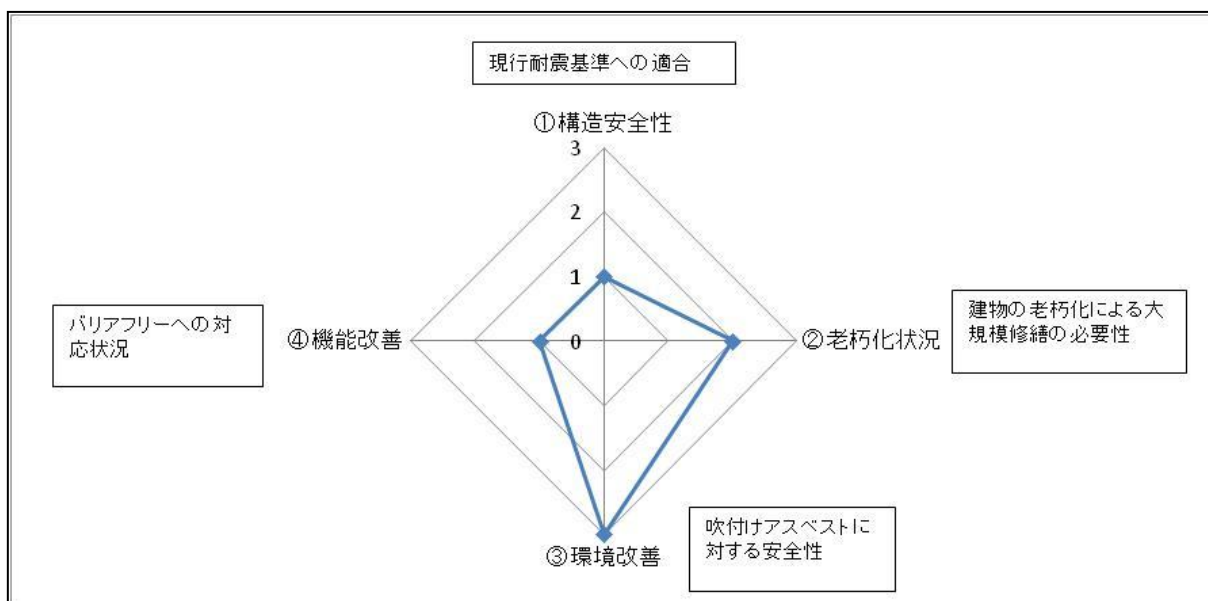 現行耐震基準への適合
①構造安全性
3
2
1
0
バリアフリーへの対
応状況
④機能改善
②老朽化状況
建物の老朽化による大
規模修繕の必要性
③環境改善
吹付けアスベストに
対する安全性